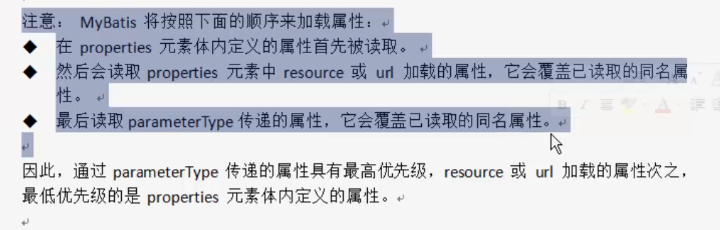 注意： MyBatis 将按照下面的顺序来加载属性：
◆ 在 properties 元素体内定义的属性首先被读取。
◆ 然后会读取 properties 元素中 resource 或 url 加载的属性，它会覆盖已读取的同名属
性。
◆ 最后读取 parameterType 传递的属性，它会覆盖已读取的同名属性。
因此，通过 parameterType 传递的属性具有最高优先级，resource 或 url 加载的属性次之，
最低优先级的是 properties 元素体内定义的属性。